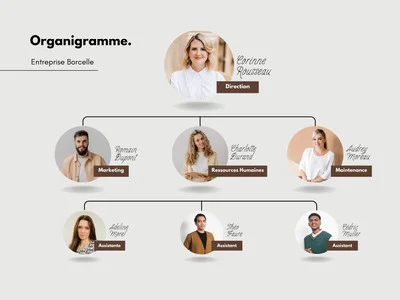 Organigramme.
Entreprise Borcelle
Corinne
Rousseau
Direction
Romain
Dupont
Marketing
Charlotte
Durand
Ressources Humaines
Audrey
Moreau
Maintenance
Adeline
Morel
Assistante
Théo
Faure
Assistant
Cédric
Muller
Assistant